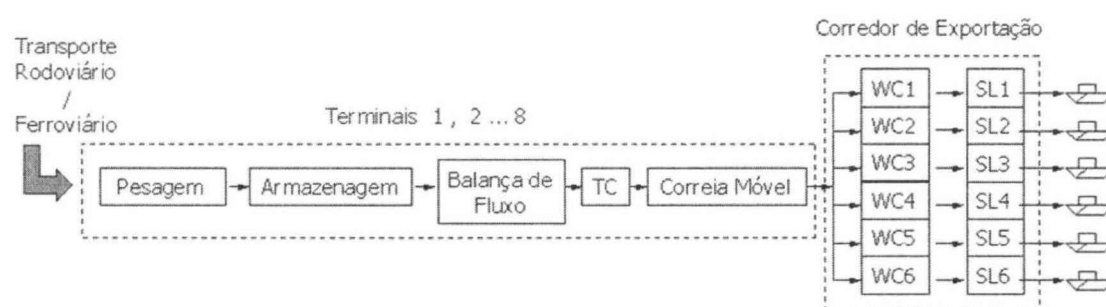 Corredor de Exportação
Transporte
Rodoviário
/
Ferroviário
Terminais 1 , 2 ... 8
Pesagem
Armazenagem
Balança de
Fluxo
TC
Correia Móvel
WC1 SL1
WC2 SL2
WC3 SL3
WC4 SL4
WC5 SL5
WC6 SL6